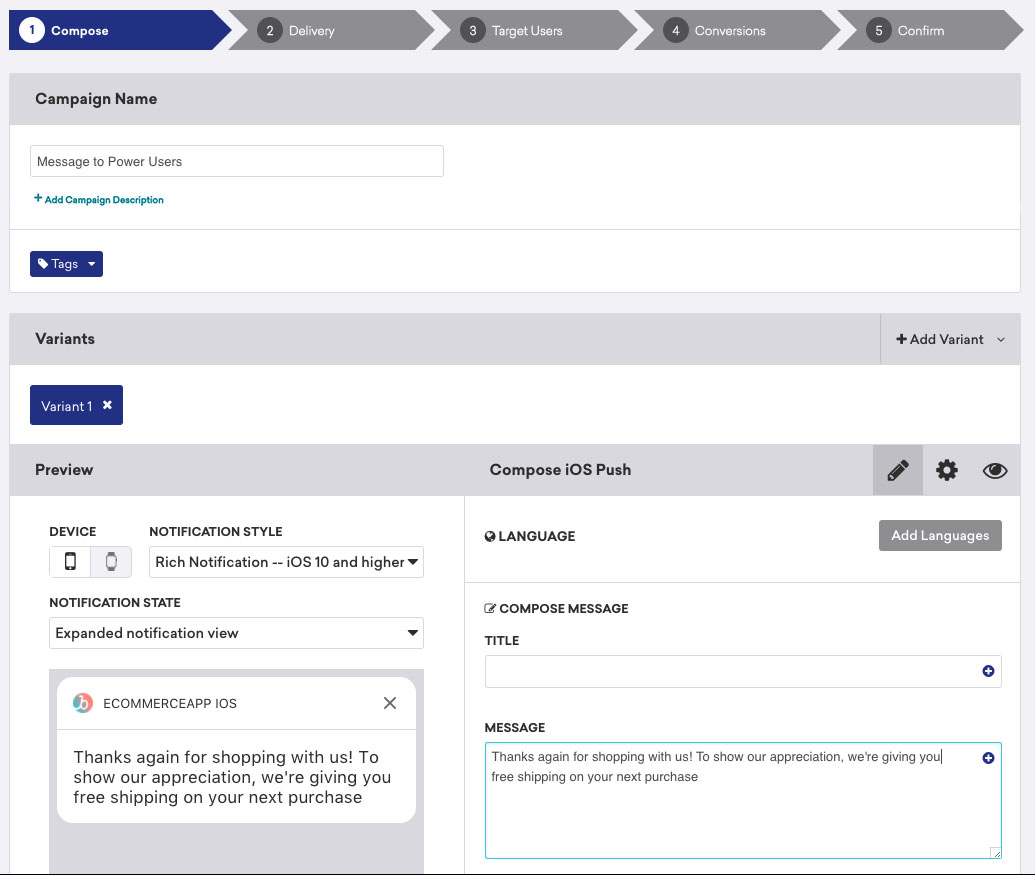 1 Compose
2 Delivery
3 Target Users
4 Conversions
5 Confirm
Campaign Name
Message to Power Users
+ Add Campaign Description
Tags
Variants
+ Add Variant
Variant 1 ×
Preview
Compose iOS Push
DEVICE
NOTIFICATION STYLE
Rich Notification -- iOS 10 and higher
NOTIFICATION STATE
Expanded notification view
b ECOMMERCEAPP IOS
Thanks again for shopping with us! To
show our appreciation, we're giving you
free shipping on your next purchase
LANGUAGE
Add Languages
COMPOSE MESSAGE
TITLE
MESSAGE
Thanks again for shopping with us! To show our appreciation, we're giving you
free shipping on your next purchase